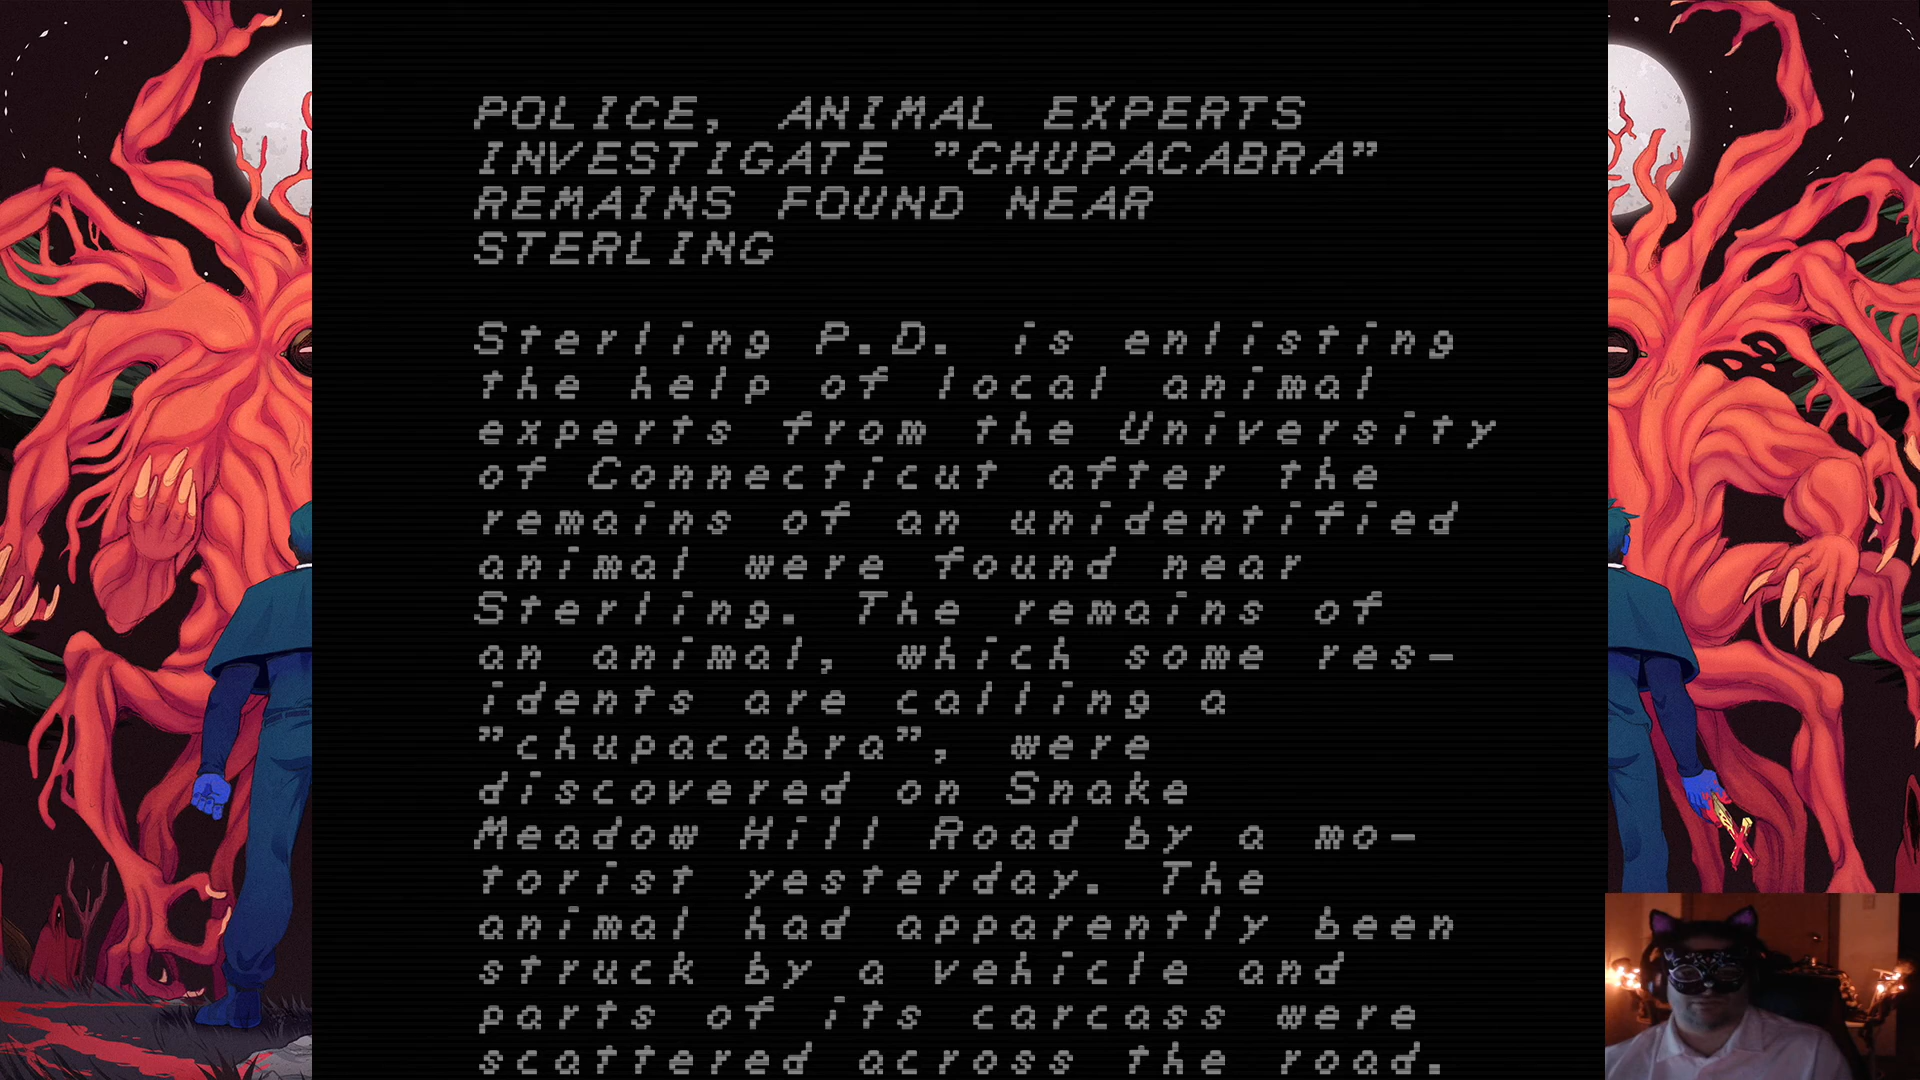 POLICE, ANIMAL EXPERTS
INVESTIGATE "CHUPACABRA"
REMAINS FOUND NEAR
STERLING
Sterling P.D. is enlisting
the help of local animal
experts from the University
of Connecticut after the
remains of an unidentified
animal were found near
Sterling. The remains of
an animal, which some res-
idents are calling a
"chupacabra", were
discovered on Snake
Meadow Hill Road by a mo-
torist yesterday. The
animal had apparently been
struck by a vehicle and
parts of its carcass were
scattered across the road.